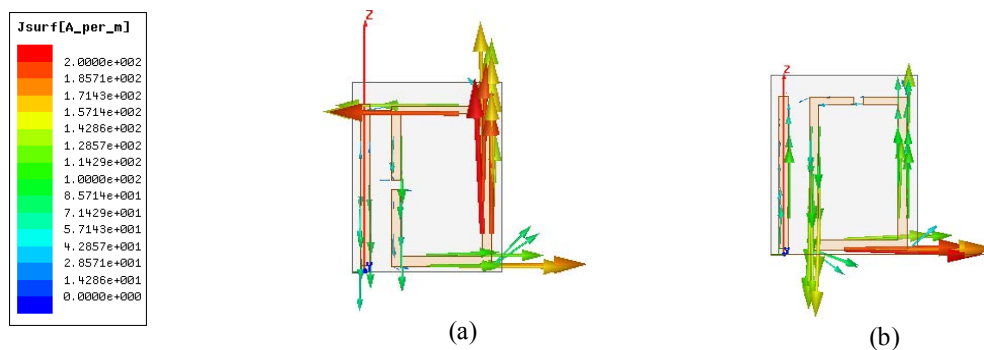 Jsurf[A_per_m]
2.0000e+002
1.8571e+002
1.7143e+002
1.5714e+002
1.4286e+002
1.2857e+002
1.1429e+002
1.0000e+002
8.5714e+001
7.1429e+001
5.7143e+001
4.2857e+001
2.8571e+001
1.4286e+001
0.0000e+000
Z
(a)
Z
(b)